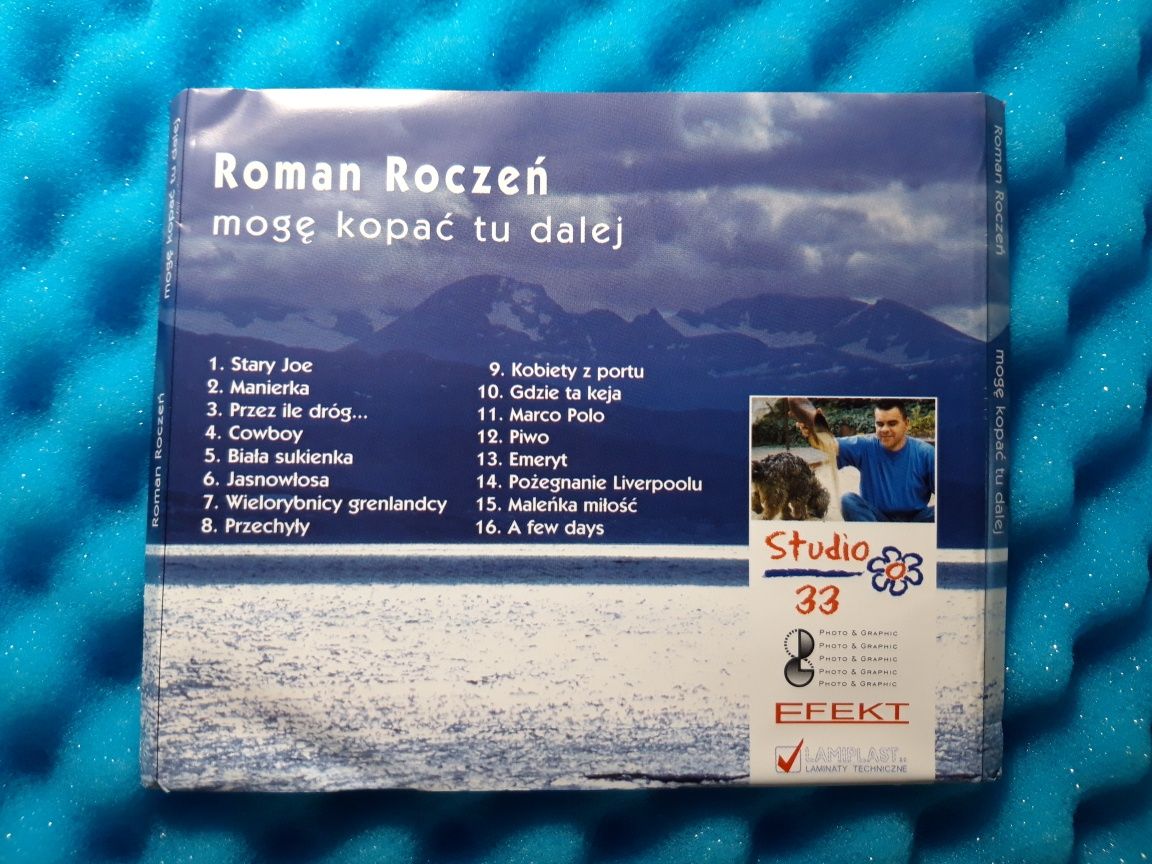 Roman Roczeń
mogę kopać tu dalej
1. Stary Joe
2. Manierka
3. Przez ile dróg...
4. Cowboy
5. Biała sukienka
6. Jasnowłosa
7. Wielorybnicy grenlandcy
8. Przechyły
9. Kobiety z portu
10. Gdzie ta keja
11. Marco Polo
12. Piwo
13. Emeryt
14. Pożegnanie Liverpoolu
15. Maleńka miłość
16. A few days
Studio
33
PHOTO & GRAPHIC
PHOTO & GRAPHIC
PHOTO & GRAPHIC
PHOTO & GRAPHIC
PHOTO & GRAPHIC
EFEKT
LAMIPLAST
LAMINATY TECHNICZNE
Roman Roczeń
mogę kopać tu dalej
Roman Roczeń
mogę kopać tu dalej